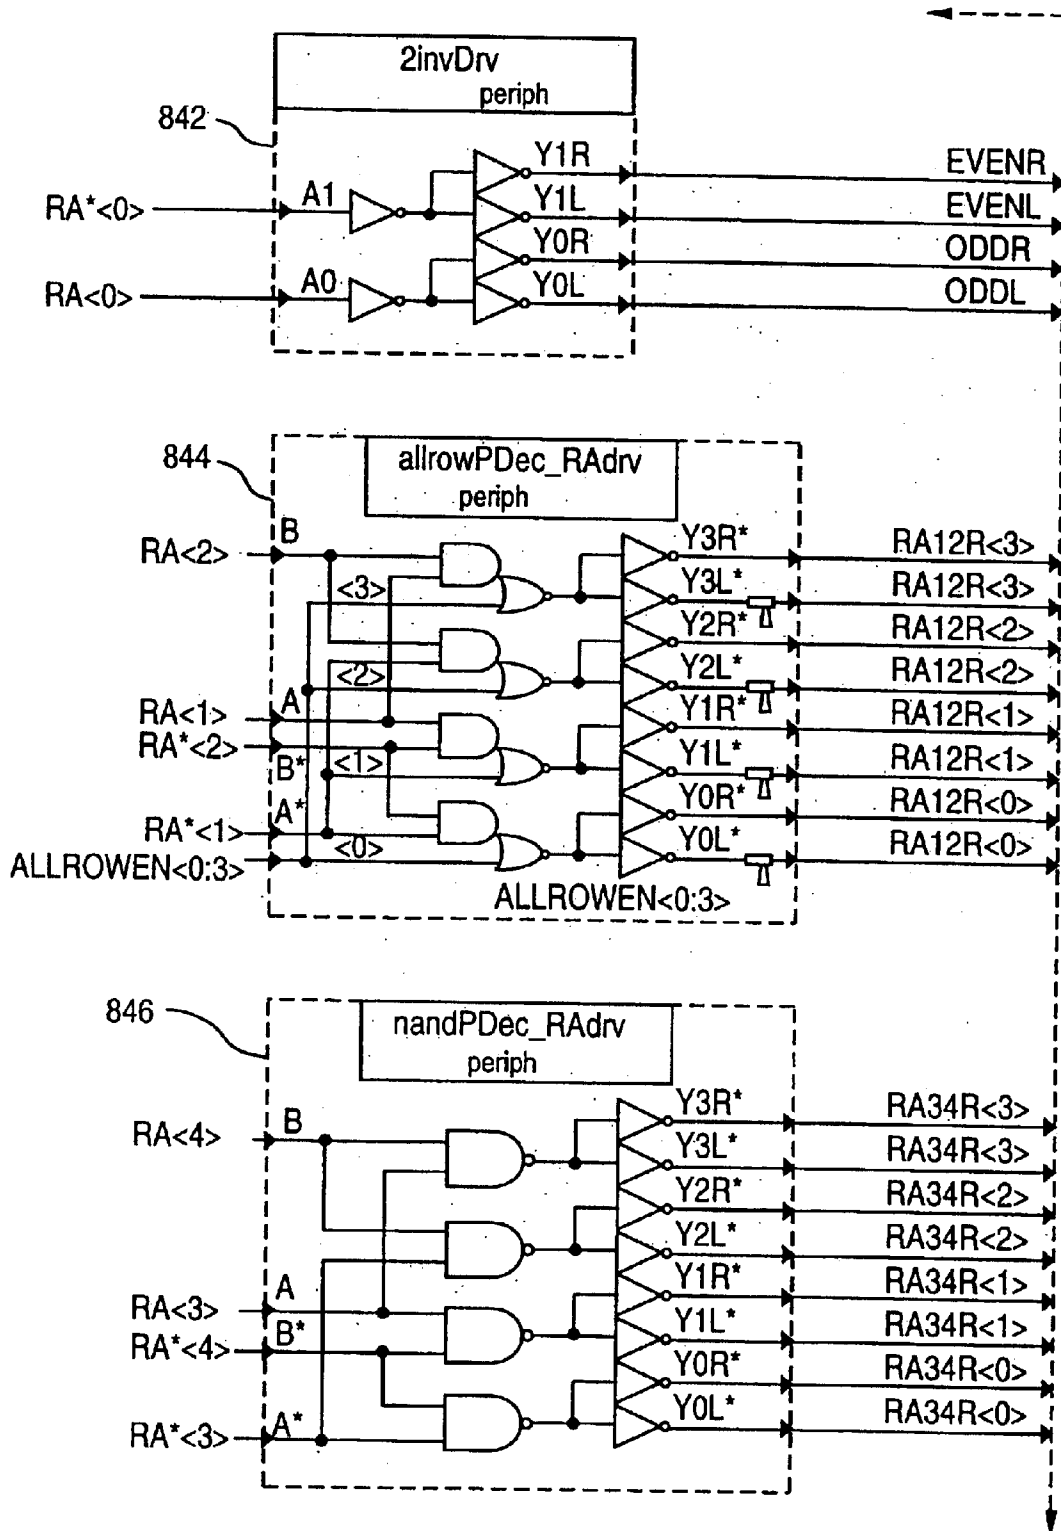 2invDrv
periph
842
RA*<0>
A1
RA<0>
A0
Y1R
Y1L
Y0R
Y0L
EVENR
EVENL
ODDR
ODDL
844
allrowPDec_RAdrv
periph
RA<2>
B
<3>
<2>
RA<1>
A
RA*<2>
B*
<1>
RA*<1>
A*
<0>
ALLROWEN<0:3>
ALLROWEN<0:3>
Y3R*
Y3L*
Y2R*
Y2L*
Y1R*
Y1L*
Y0R*
Y0L*
RA12R<3>
RA12R<3>
RA12R<2>
RA12R<2>
RA12R<1>
RA12R<1>
RA12R<0>
RA12R<0>
846
nandPDec_RAdrv
periph
RA<4>
B
RA<3>
A
RA*<4>
B*
RA*<3>
A*
Y3R*
Y3L*
Y2R*
Y2L*
Y1R*
Y1L*
Y0R*
Y0L*
RA34R<3>
RA34R<3>
RA34R<2>
RA34R<2>
RA34R<1>
RA34R<1>
RA34R<0>
RA34R<0>